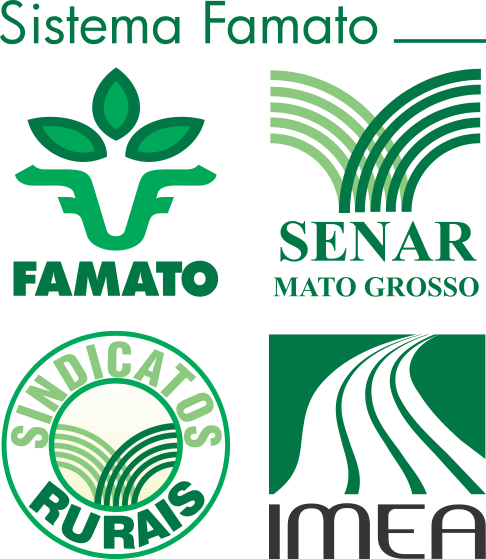 Sistema Famato
FAMATO
SENAR
MATO GROSSO
SINDICATOS
RURAIS
IMEA